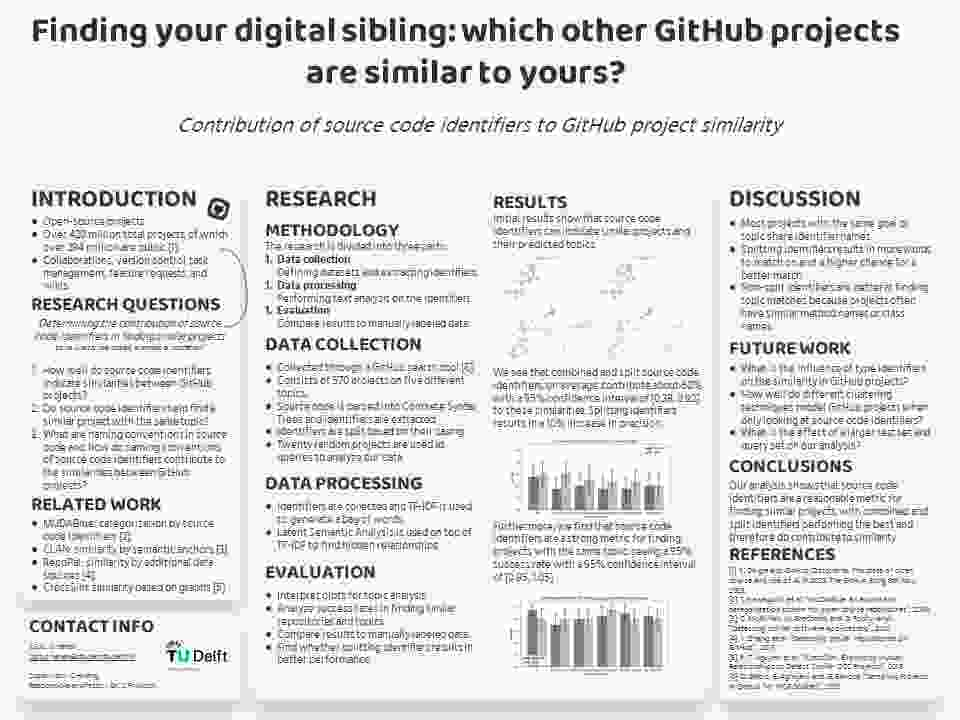 Finding your digital sibling: which other GitHub projects
are similar to yours?
Contribution of source code identifiers to GitHub project similarity
INTRODUCTION
Open-source projects
Over 420 million total projects, of which
over 284 million are public [1].
Collaborations, version control, task
management, feature requests, and
wikis.
RESEARCH QUESTIONS
Determining the contribution of source
code identifiers in finding similar projects
1. How well do source code identifiers
indicate similarities between GitHub
projects?
2. Do source code identifiers help find a
similar project with the same topic?
3. What are naming conventions in source
code and how do naming conventions
of source code identifiers contribute to
the similarities between GitHub
projects?
RELATED WORK
MUDABlue: categorization by source
code identifiers [2].
CLAN: similarity by semantic anchors [3].
RepoPal: similarity by additional data
sources [4].
CrossSim: similarity based on graphs [5].
CONTACT INFO
TU Delft
RESEARCH
METHODOLOGY
The research is divided into three parts:
1. Data collection
Defining datasets and extracting identifiers.
1. Data processing
Performing text analysis on the identifiers.
1. Evaluation
Compare results to manually labeled data.
DATA COLLECTION
Collected through a GitHub search tool [6].
Consists of 570 projects on five different
topics.
Source code is parsed into Concrete Syntax
Trees and identifiers are extracted.
Identifiers are split based on their casing.
Twenty random projects are used as
queries to analyse our data.
DATA PROCESSING
Identifiers are collected and TF-IDF is used
to generate a bag of words.
Latent Semantic Analysis is used on top of
TF-IDF to find hidden relationships.
EVALUATION
Interpret plots for topic analysis.
Analyse success rates in finding similar
repositories and topics.
Compare results to manually labeled data.
Find whether splitting identifiers results in
better performance.
RESULTS
Initial results show that source code
identifiers can indicate similar projects and
their predicted topics.
We see that combined and split source code
identifiers, on average, contribute about 60%
with a 95% confidence interval of
to these similarities. Splitting identifiers
results in a 10% increase in precision.
Furthermore, we find that source code
identifiers are a strong metric for finding
projects with the same topic, seeing a 95%
success rate with a 95% confidence interval
of [0.85, 1.05].
DISCUSSION
Most projects with the same goal or
topic share identifier names.
Splitting identifiers results in more words
to match on and a higher chance for a
better match.
Non-split identifiers are better at finding
topic matches because projects often
have similar method names or class
names.
FUTURE WORK
What is the influence of type identifiers
on the similarity in GitHub projects?
How well do different clustering
techniques model GitHub projects when
only looking at source code identifiers?
What is the effect of a larger test set and
query set on our analysis?
CONCLUSIONS
Our analysis shows that source code
identifiers are a reasonable metric for
finding similar projects, with combined and
split identifiers performing the best and
therefore do contribute to similarity.
REFERENCES